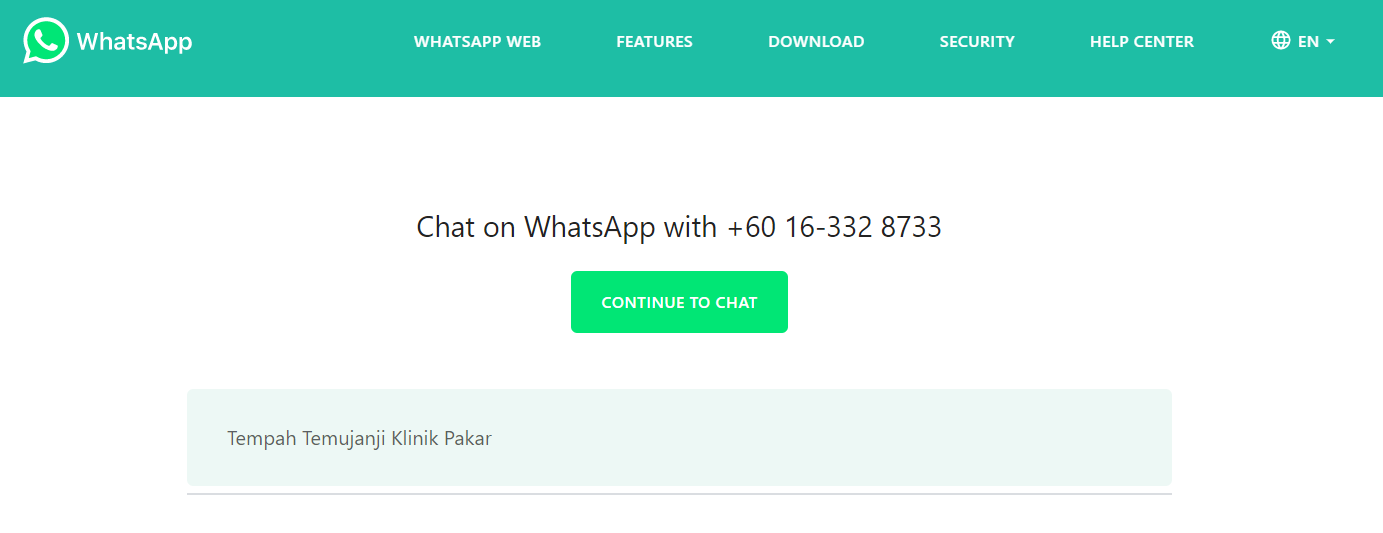 WhatsApp
WHATSAPP WEB
FEATURES
DOWNLOAD
SECURITY
HELP CENTER
EN
Chat on WhatsApp with +60 16-332 8733
CONTINUE TO CHAT
Tempah Temujanji Klinik Pakar